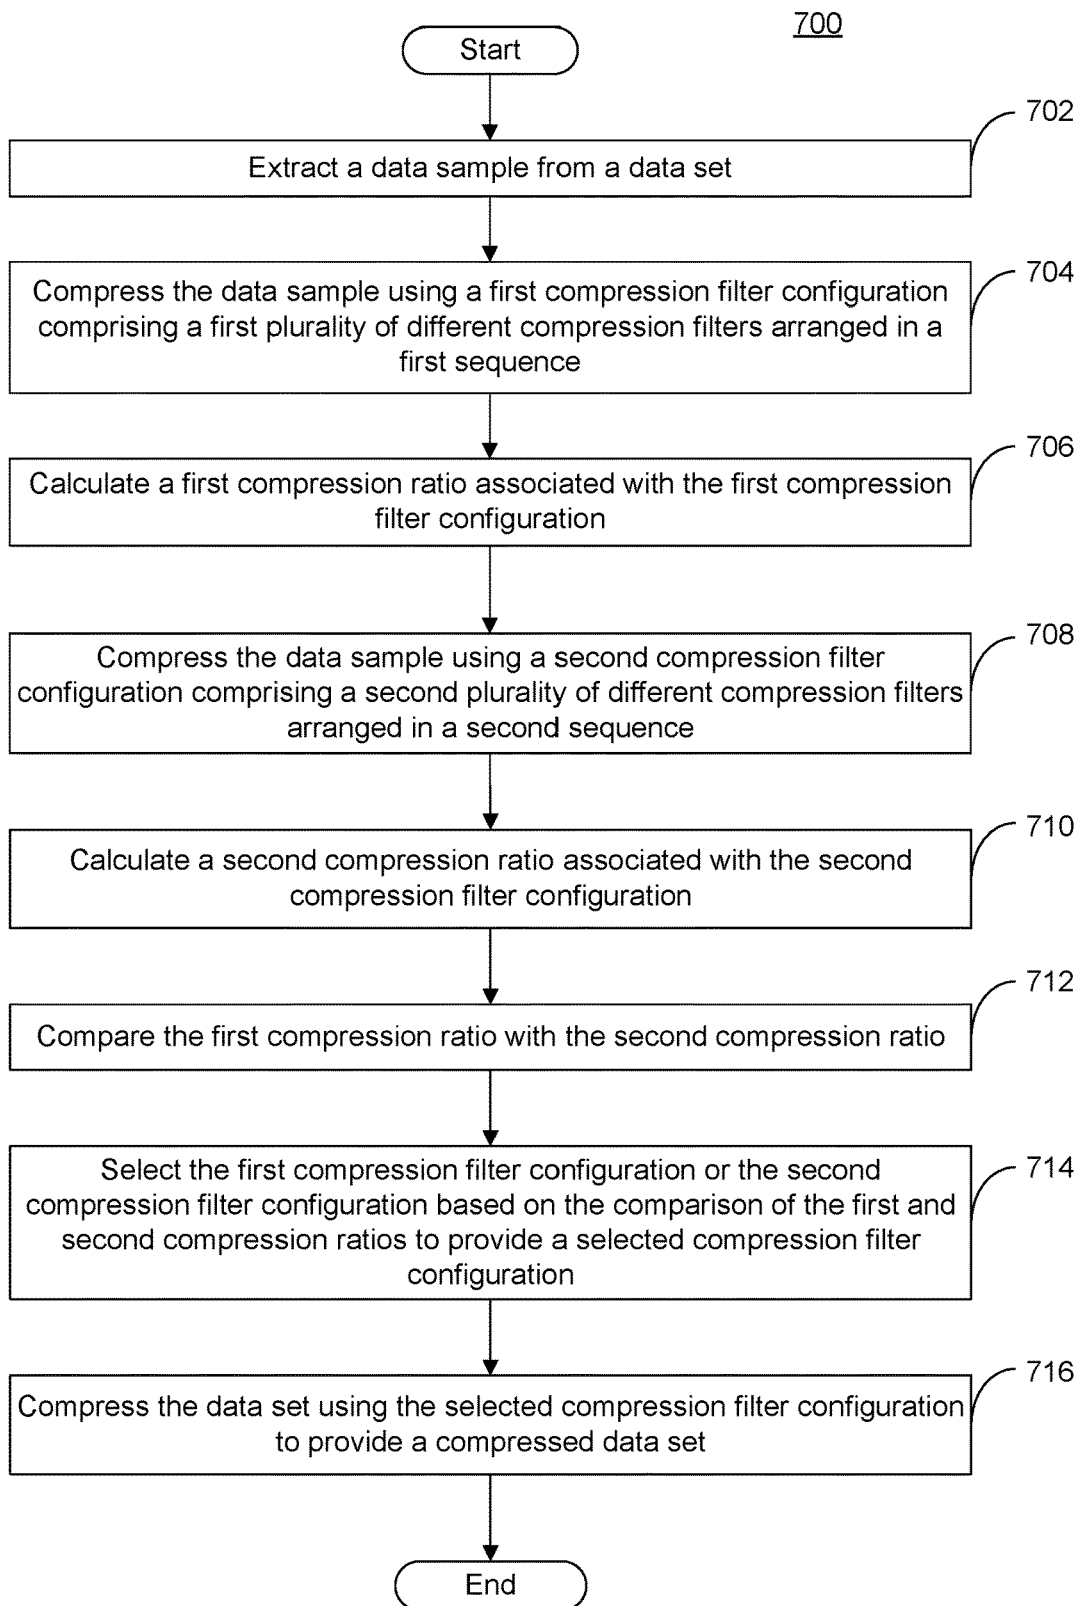 700
Start
702
Extract a data sample from a data set
704
Compress the data sample using a first compression filter configuration
comprising a first plurality of different compression filters arranged in a
first sequence
706
Calculate a first compression ratio associated with the first compression
filter configuration
708
Compress the data sample using a second compression filter
configuration comprising a second plurality of different compression filters
arranged in a second sequence
710
Calculate a second compression ratio associated with the second
compression filter configuration
712
Compare the first compression ratio with the second compression ratio
714
Select the first compression filter configuration or the second
compression filter configuration based on the comparison of the first and
second compression ratios to provide a selected compression filter
configuration
716
Compress the data set using the selected compression filter configuration
to provide a compressed data set
End